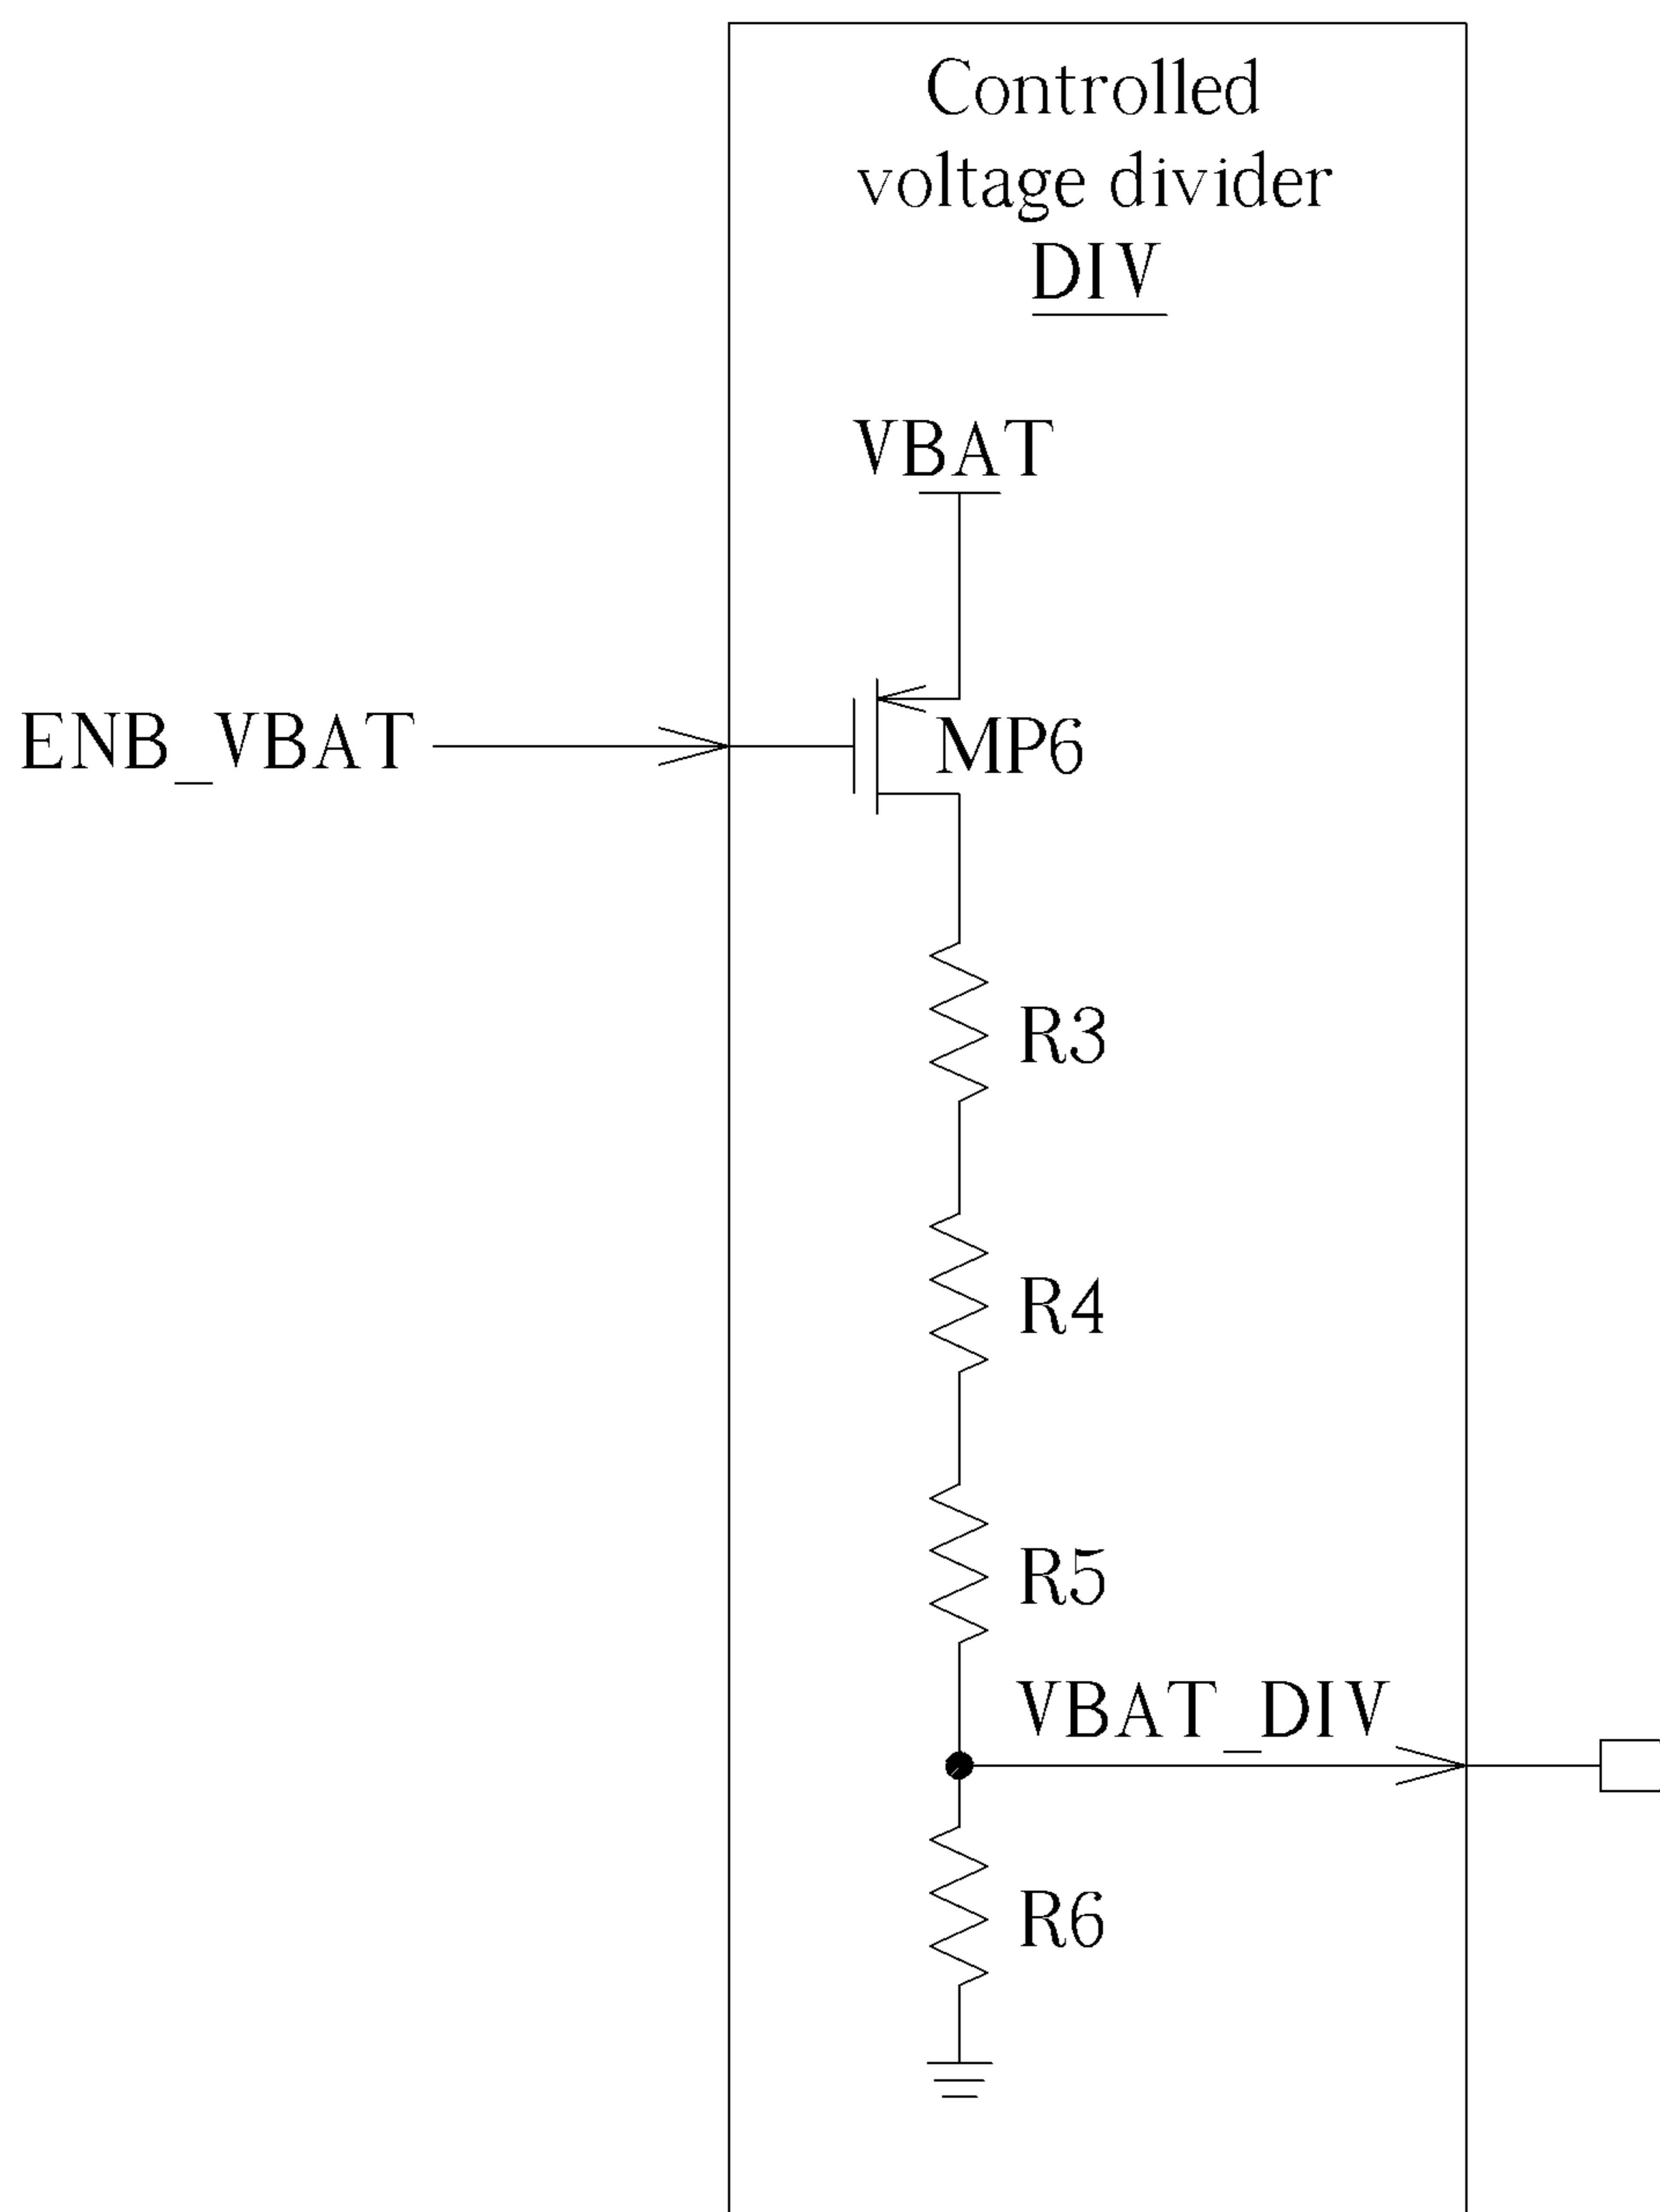 Controlled
voltage divider
DIV
VBAT
ENB_VBAT
MP6
R3
R4
R5
VBAT_DIV
R6